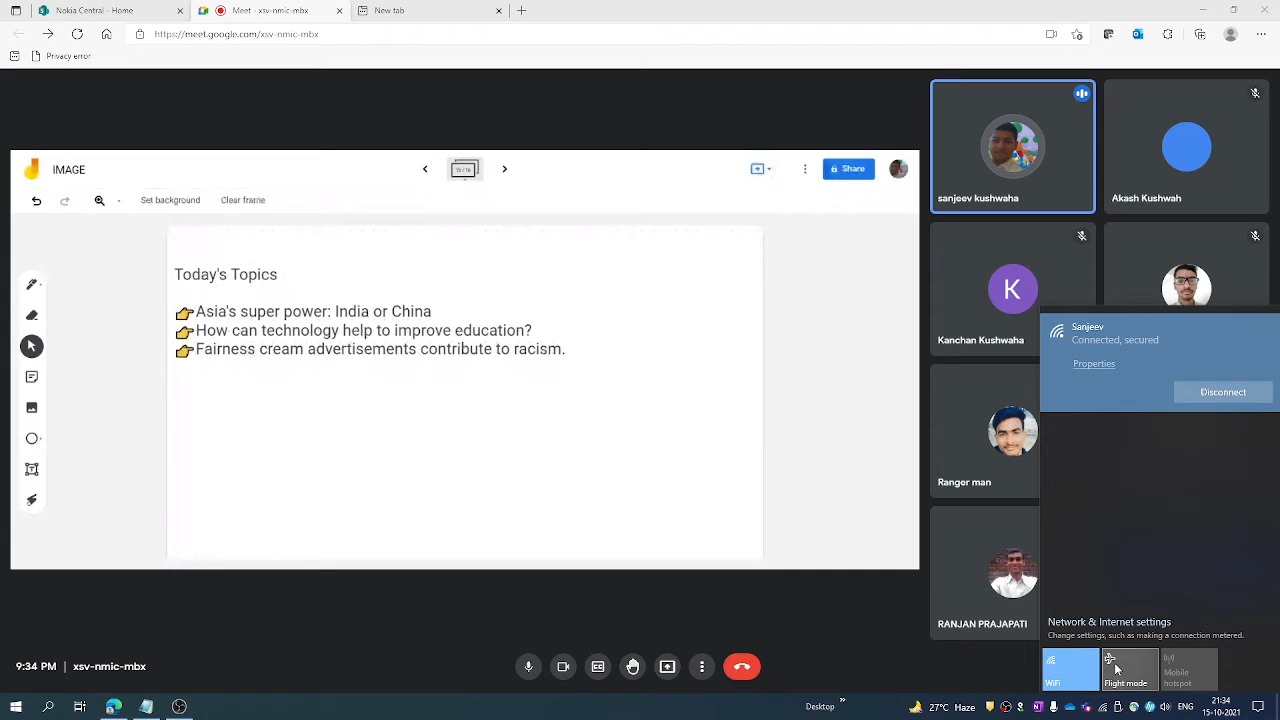 Nokia Central - Home
Meet - xsv-nmic-mbx
New tab
https://meet.google.com/xsv-nmic-mbx
Privacy error
IMAGE
15 / 16
Share
Set background
Clear frame
Today's Topics
👉Asia's super power: India or China
👉How can technology help to improve education?
👉Fairness cream advertisements contribute to racism.
sanjeev kushwaha
Akash Kushwah
K
Kanchan Kushwaha
Ranger man
RANJAN PRAJAPATI
Sanjeev
Connected, secured
Properties
Disconnect
Network & Internet settings
Change settings, such as making a connection metered.
WiFi
Flight mode
Mobile hotspot
9:34 PM | xsv-nmic-mbx
Desktop
27°C
ENG
21:34
15-10-2021